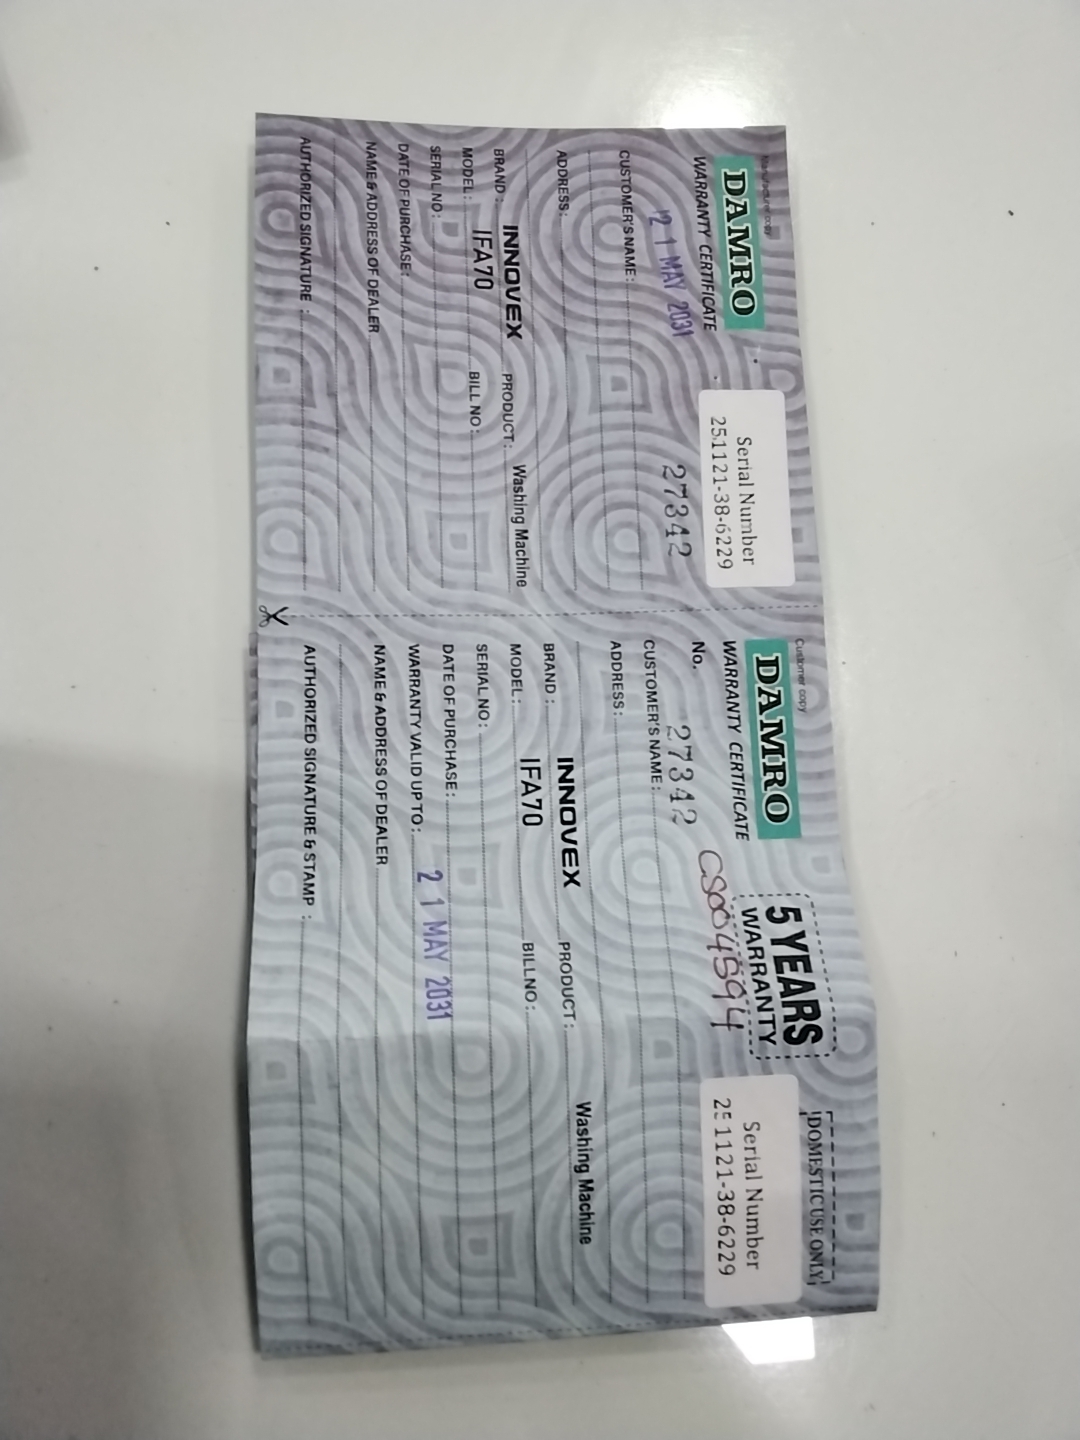 Manufacturer copy
DAMRO
WARRANTY CERTIFICATE
21 MAY 2031
Serial Number
251121-38-6229
27342
CUSTOMER'S NAME :
ADDRESS :
BRAND : INNOVEX PRODUCT : Washing Machine
MODEL : IFA70 BILL NO :
SERIAL NO :
DATE OF PURCHASE :
NAME & ADDRESS OF DEALER
AUTHORIZED SIGNATURE :
Customer copy
DAMRO
WARRANTY CERTIFICATE
5 YEARS
WARRANTY
DOMESTIC USE ONLY
Serial Number
251121-38-6229
CS004594
No. 27342
CUSTOMER'S NAME :
ADDRESS :
BRAND : INNOVEX PRODUCT : Washing Machine
MODEL : IFA70 BILL NO :
SERIAL NO :
DATE OF PURCHASE :
WARRANTY VALID UP TO : 21 MAY 2031
NAME & ADDRESS OF DEALER
AUTHORIZED SIGNATURE & STAMP :